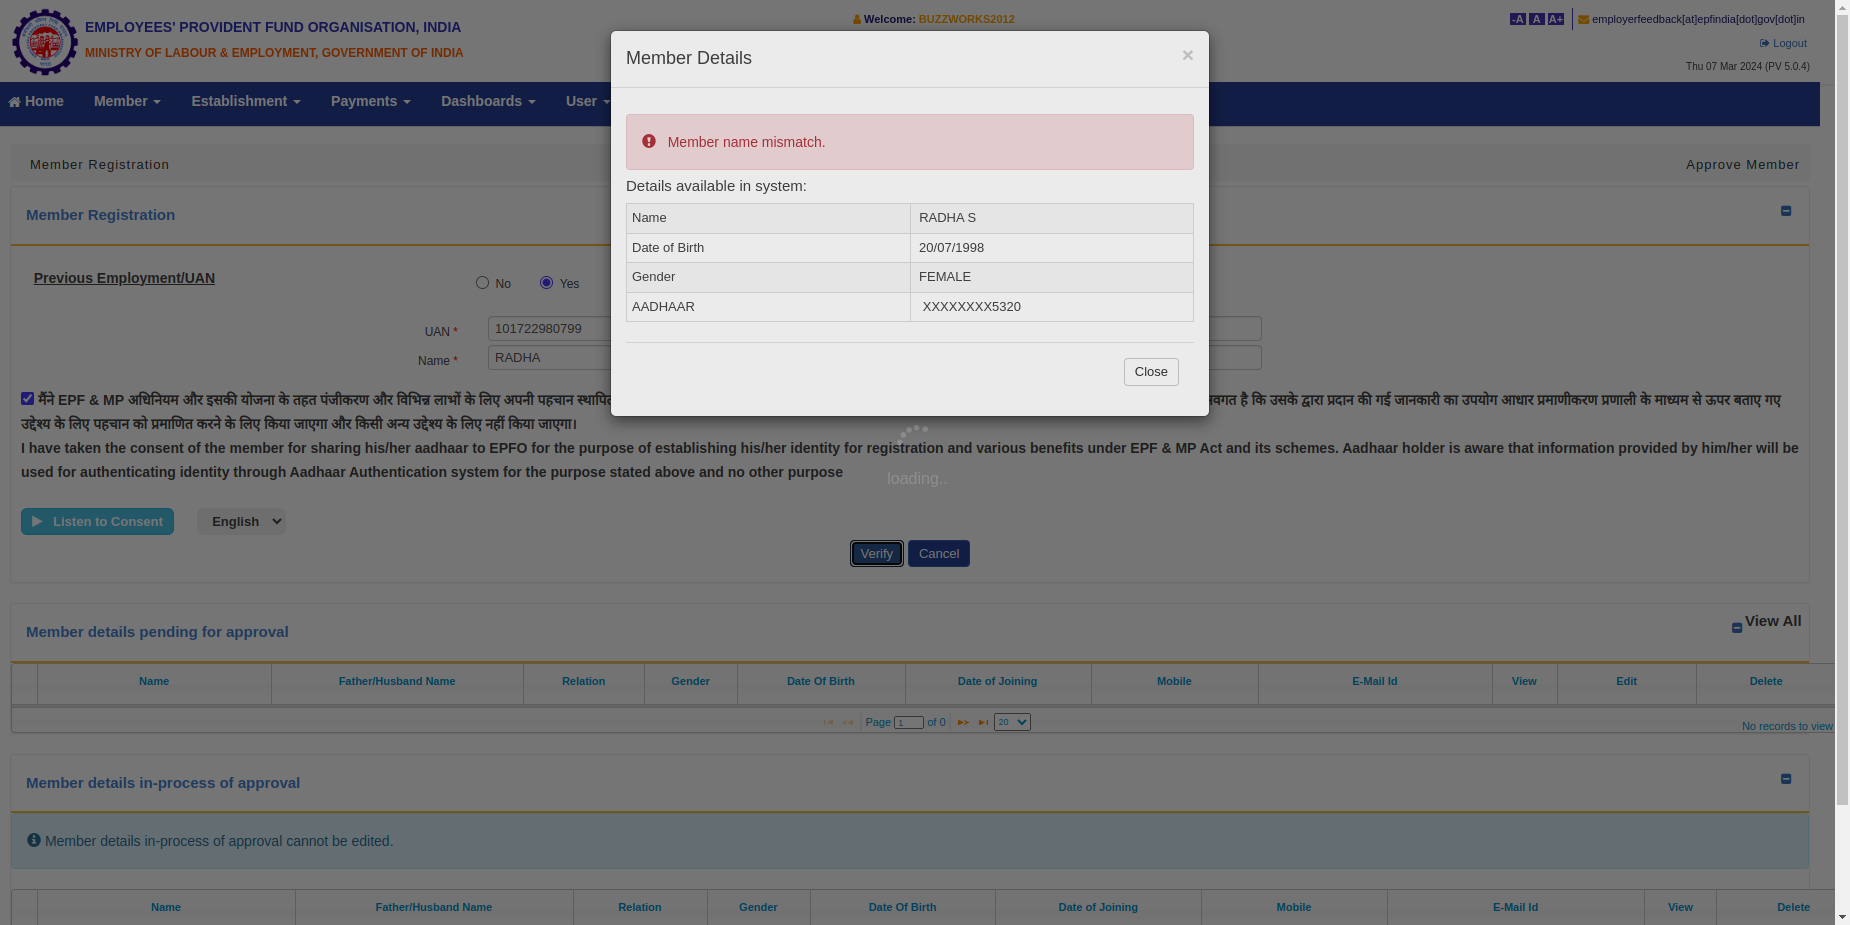 EMPLOYEES' PROVIDENT FUND ORGANISATION, INDIA
MINISTRY OF LABOUR & EMPLOYMENT, GOVERNMENT OF INDIA
Welcome: BUZZWORKS2012
-A A A+ employerfeedback[at]epfindia[dot]gov[dot]in
Logout
Thu 07 Mar 2024 (PV 5.0.4)
Home Member Establishment Payments Dashboards User
Member Registration Approve Member
Member Registration
Previous Employment/UAN No Yes
UAN * 101722980799
Name * RADHA
Member Details ×
Member name mismatch.
Details available in system:
Name RADHA S
Date of Birth 20/07/1998
Gender FEMALE
AADHAAR XXXXXXXX5320
Close
मैंने EPF & MP अधिनियम और इसकी योजना के तहत पंजीकरण और विभिन्न लाभों के लिए अपनी पहचान है कि उसके द्वारा प्रदान की गई जानकारी का उपयोग आधार प्रमाणीकरण प्रणाली के माध्यम से ऊपर बताए गए
उद्देश्य के लिए पहचान को प्रमाणित करने के लिए किया जाएगा और किसी अन्य उद्देश्य के लिए नहीं किया जाएगा।
I have taken the consent of the member for sharing his/her aadhaar to EPFO for the purpose of establishing his/her identity for registration and various benefits under EPF & MP Act and its schemes. Aadhaar holder is aware that information provided by him/her will be
used for authenticating identity through Aadhaar Authentication system for the purpose stated above and no other purpose
loading..
Listen to Consent English
Verify Cancel
Member details pending for approval View All
Name Father/Husband Name Relation Gender Date Of Birth Date of Joining Mobile E-Mail Id View Edit Delete
Page 1 of 0 20 No records to view
Member details in-process of approval
Member details in-process of approval cannot be edited.
Name Father/Husband Name Relation Gender Date Of Birth Date of Joining Mobile E-Mail Id View Delete